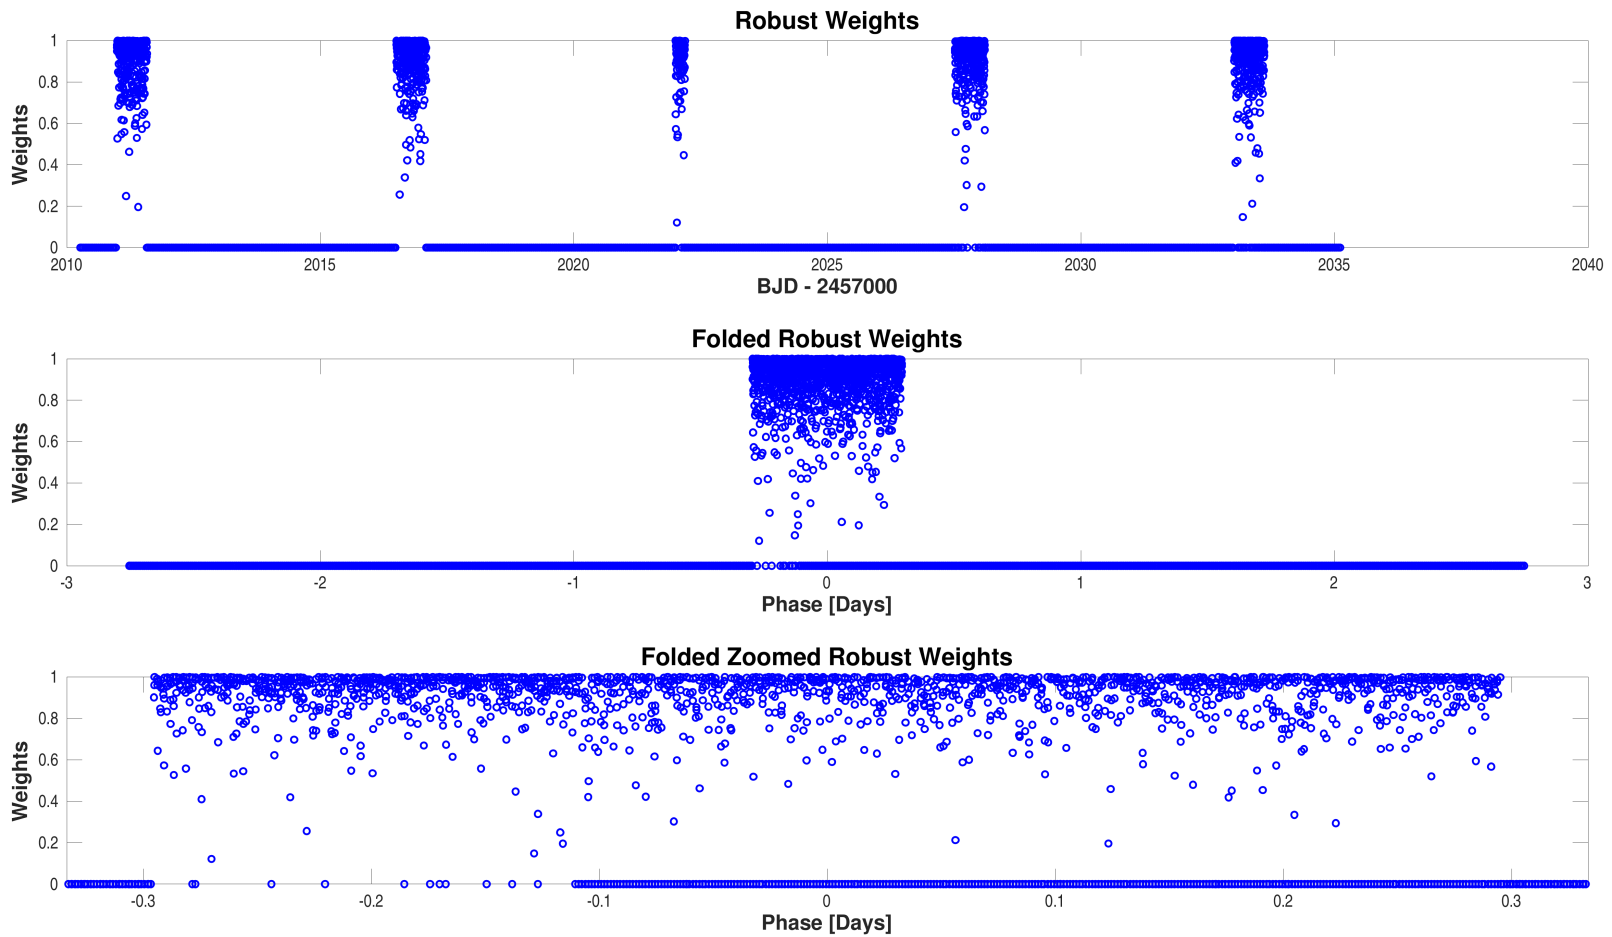 Robust Weights
1
0.8
0.6
0.4
0.2
0
Weights
2010 2015 2020 2025 2030 2035 2040
BJD - 2457000
Folded Robust Weights
1
0.8
0.6
0.4
0.2
0
Weights
-3 -2 -1 0 1 2 3
Phase [Days]
Folded Zoomed Robust Weights
1
0.8
0.6
0.4
0.2
0
Weights
-0.3 -0.2 -0.1 0 0.1 0.2 0.3
Phase [Days]